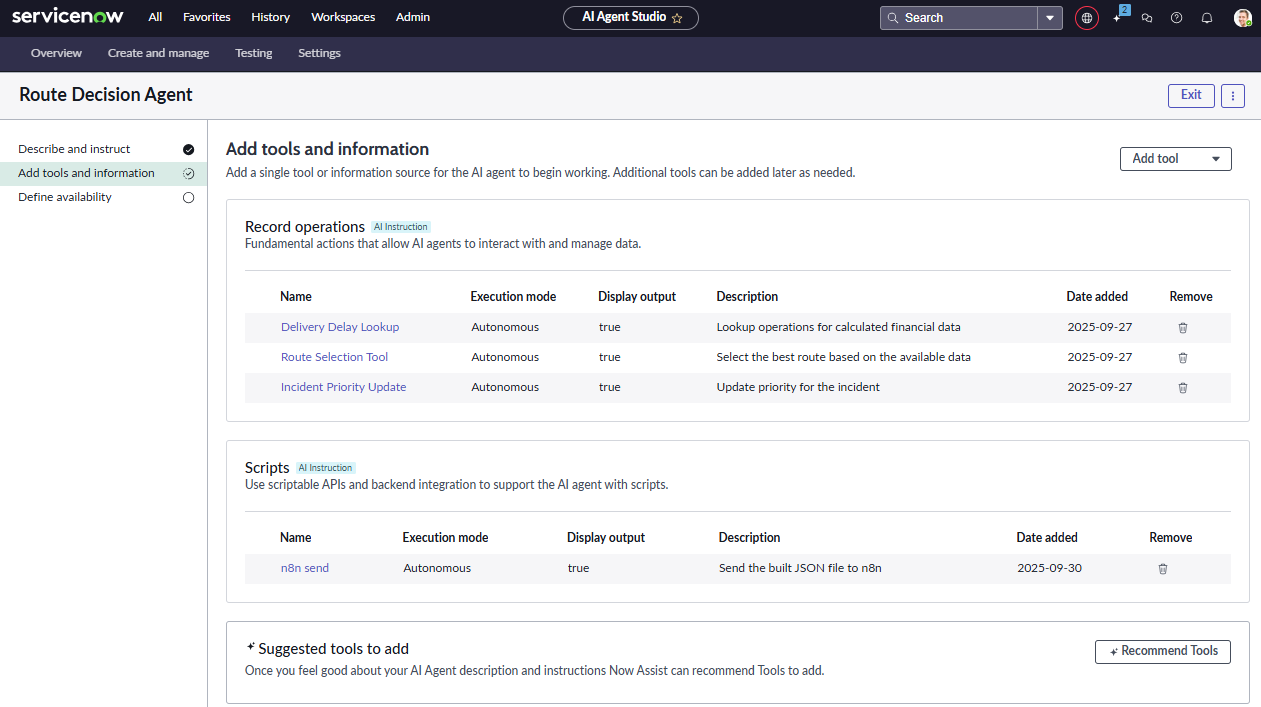 servicenow All Favorites History Workspaces Admin AI Agent Studio Search 2
Overview Create and manage Testing Settings
Route Decision Agent Exit
Describe and instruct
Add tools and information
Define availability
Add tools and information
Add a single tool or information source for the AI agent to begin working. Additional tools can be added later as needed.
Add tool
Record operations AI Instruction
Fundamental actions that allow AI agents to interact with and manage data.
Name Execution mode Display output Description Date added Remove
Delivery Delay Lookup Autonomous true Lookup operations for calculated financial data 2025-09-27
Route Selection Tool Autonomous true Select the best route based on the available data 2025-09-27
Incident Priority Update Autonomous true Update priority for the incident 2025-09-27
Scripts AI Instruction
Use scriptable APIs and backend integration to support the AI agent with scripts.
Name Execution mode Display output Description Date added Remove
n8n send Autonomous true Send the built JSON file to n8n 2025-09-30
Suggested tools to add
Once you feel good about your AI Agent description and instructions Now Assist can recommend Tools to add.
Recommend Tools